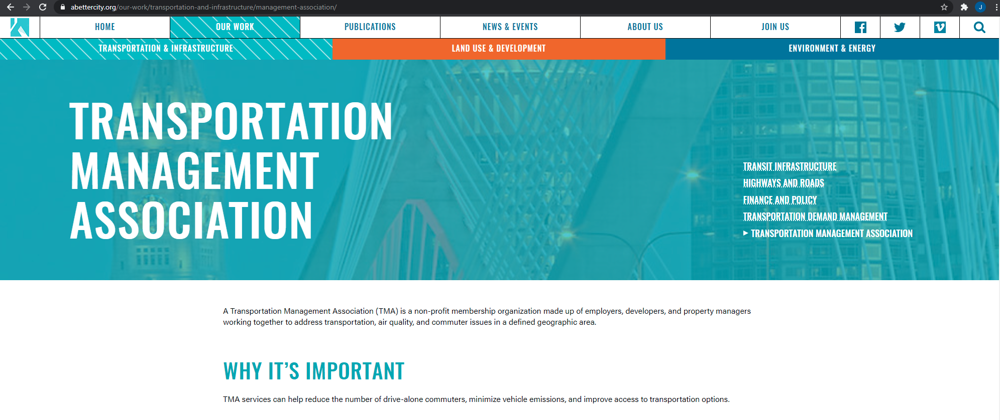 abettercity.org/our-work/transportation-and-infrastructure/management-association/
J
HOME
OUR WORK
PUBLICATIONS
NEWS & EVENTS
ABOUT US
JOIN US
TRANSPORTATION & INFRASTRUCTURE
LAND USE & DEVELOPMENT
ENVIRONMENT & ENERGY
TRANSPORTATION
MANAGEMENT
ASSOCIATION
TRANSIT INFRASTRUCTURE
HIGHWAYS AND ROADS
FINANCE AND POLICY
TRANSPORTATION DEMAND MANAGEMENT
TRANSPORTATION MANAGEMENT ASSOCIATION
A Transportation Management Association (TMA) is a non-profit membership organization made up of employers, developers, and property managers
working together to address transportation, air quality, and commuter issues in a defined geographic area.
WHY IT’S IMPORTANT
TMA services can help reduce the number of drive-alone commuters, minimize vehicle emissions, and improve access to transportation options.